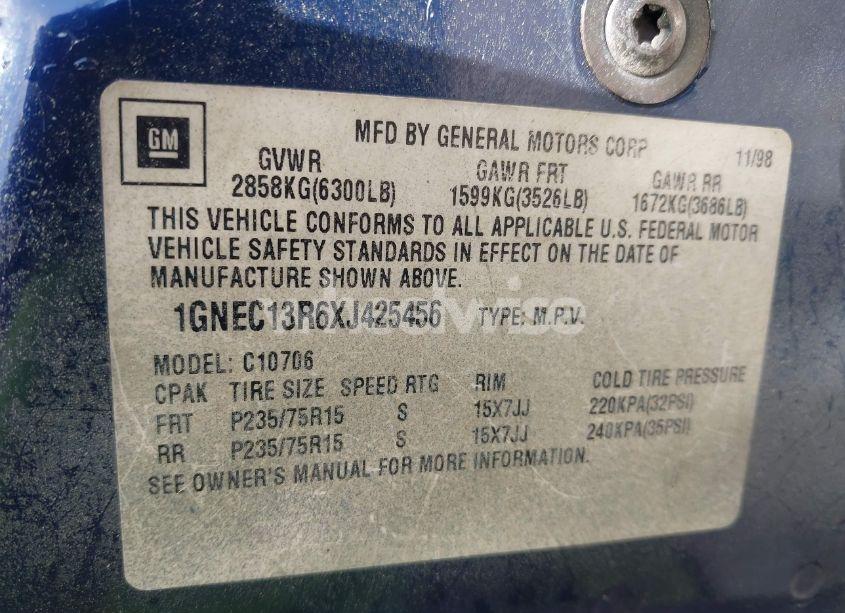 GM
MFD BY GENERAL MOTORS CORP 11/98
GVWR GAWR FRT GAWR RR
2858KG(6300LB) 1599KG(3526LB) 1672KG(3686LB)
THIS VEHICLE CONFORMS TO ALL APPLICABLE U.S. FEDERAL MOTOR
VEHICLE SAFETY STANDARDS IN EFFECT ON THE DATE OF
MANUFACTURE SHOWN ABOVE.
1GNEC13R6XJ425456 TYPE: M.P.V.
MODEL: C10706
CPAK TIRE SIZE SPEED RTG RIM COLD TIRE PRESSURE
FRT P235/75R15 S 15X7JJ 220KPA(32PSI)
RR P235/75R15 S 15X7JJ 240KPA(35PSI)
SEE OWNER'S MANUAL FOR MORE INFORMATION.